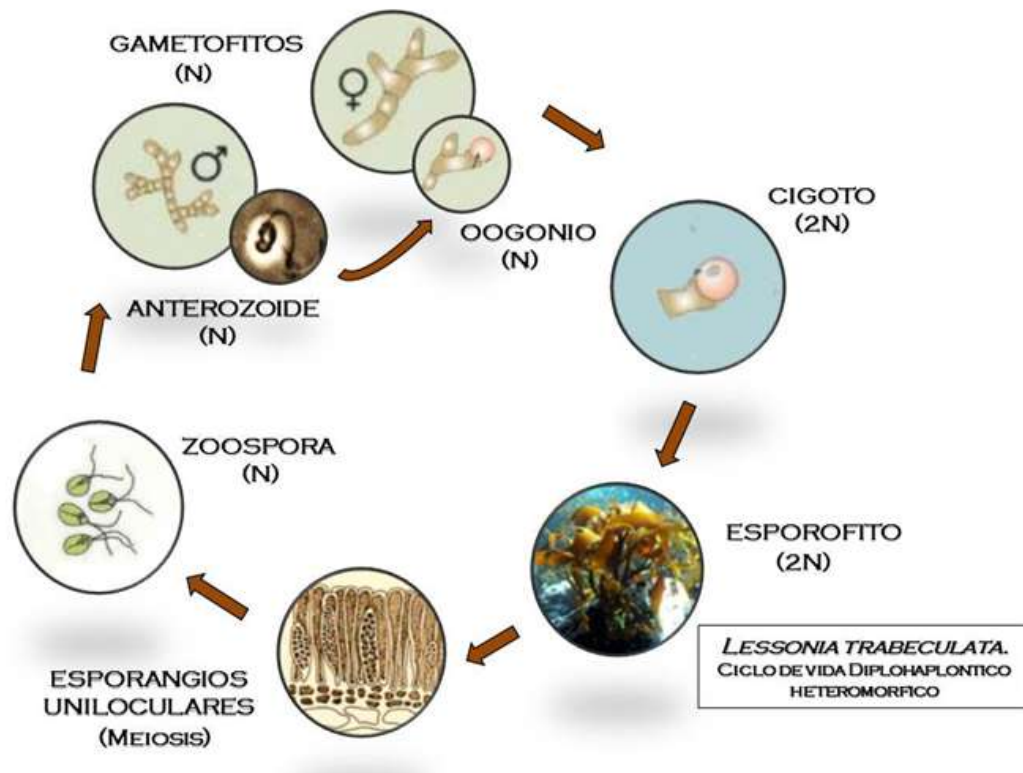 GAMETOFITOS
(N)
♀
♂
OOGONIO
(N)
ANTEROZOIDE
(N)
CIGOTO
(2N)
ZOOSPORA
(N)
ESPOROFITO
(2N)
LESSONIA TRABECULATA.
CICLO DE VIDA DIPLOHAPLONTICO
HETEROMORFICO
ESPORANGIOS
UNILOCULARES
(MEIOSIS)